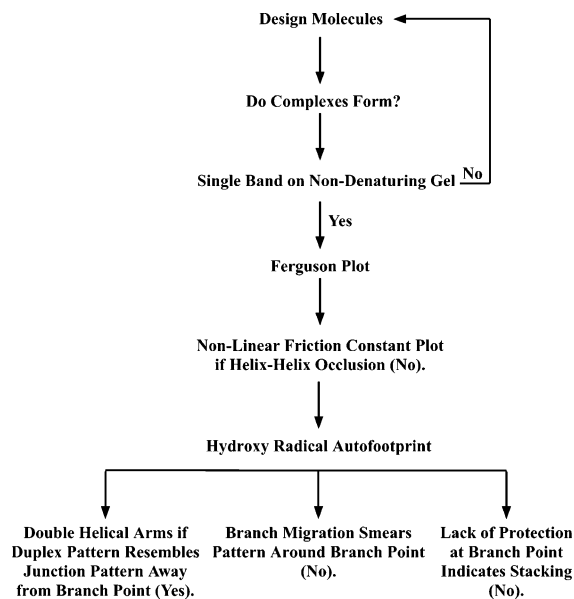 Design Molecules
Do Complexes Form?
Single Band on Non-Denaturing Gel
No
Yes
Ferguson Plot
Non-Linear Friction Constant Plot
if Helix-Helix Occlusion (No).
Hydroxy Radical Autofootprint
Double Helical Arms if
Duplex Pattern Resembles
Junction Pattern Away
from Branch Point (Yes).
Branch Migration Smears
Pattern Around Branch Point
(No).
Lack of Protection
at Branch Point
Indicates Stacking
(No).